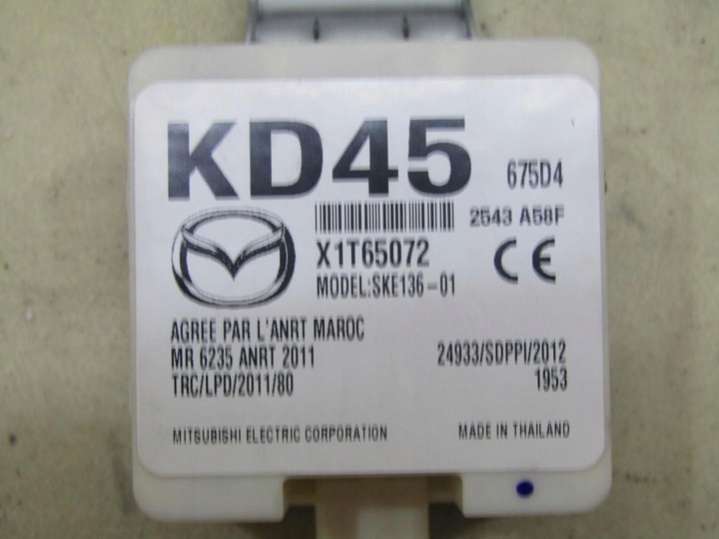 KD45 675D4
2543 A58F
X1T65072
MODEL:SKE136-01
AGREE PAR L'ANRT MAROC
MR 6235 ANRT 2011 24933/SDPPI/2012
TRC/LPD/2011/80 1953
MITSUBISHI ELECTRIC CORPORATION MADE IN THAILAND